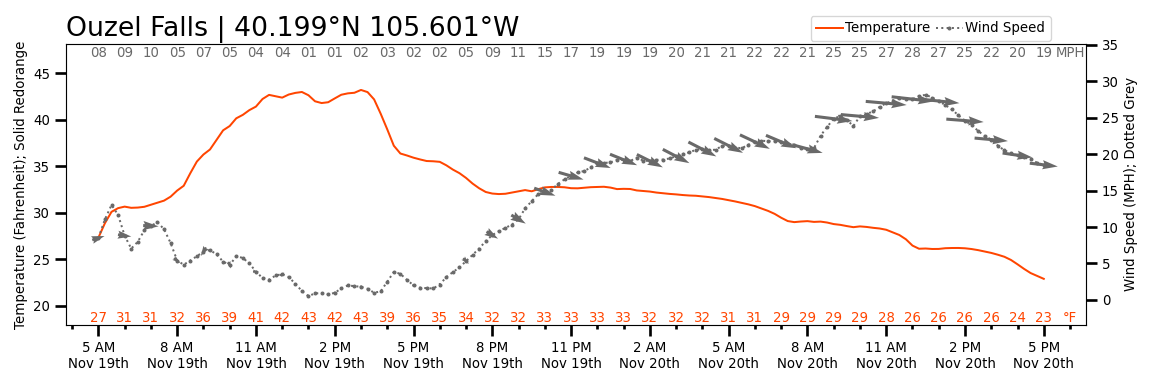 Ouzel Falls | 40.199°N 105.601°W
Temperature Wind Speed
08 09 10 05 07 05 04 04 01 01 02 03 02 02 05 09 11 15 17 19 19 19 20 21 21 22 22 21 25 25 27 28 27 25 22 20 19 MPH
Temperature (Fahrenheit); Solid Redorange
45
40
35
30
25
20
35
30
25
20
15
10
5
0
Wind Speed (MPH); Dotted Grey
27 31 31 32 36 39 41 42 43 42 43 39 36 35 34 32 32 33 33 33 33 32 32 32 31 31 29 29 29 29 28 26 26 26 26 24 23 °F
5 AM 8 AM 11 AM 2 PM 5 PM 8 PM 11 PM 2 AM 5 AM 8 AM 11 AM 2 PM 5 PM
Nov 19th Nov 19th Nov 19th Nov 19th Nov 19th Nov 19th Nov 19th Nov 20th Nov 20th Nov 20th Nov 20th Nov 20th Nov 20th